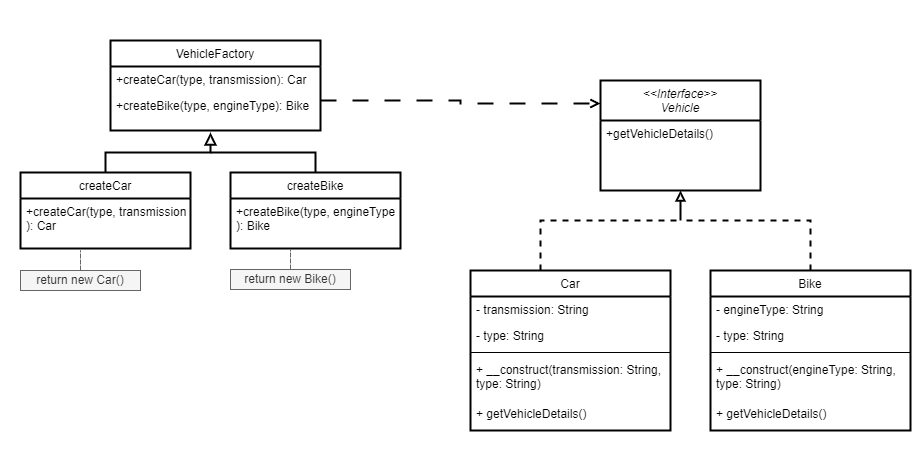 VehicleFactory
+createCar(type, transmission): Car
+createBike(type, engineType): Bike
<<Interface>>
Vehicle
+getVehicleDetails()
createCar
+createCar(type, transmission
): Car
return new Car()
createBike
+createBike(type, engineType
): Bike
return new Bike()
Car
- transmission: String
- type: String
+ __construct(transmission: String,
type: String)
+ getVehicleDetails()
Bike
- engineType: String
- type: String
+ __construct(engineType: String,
type: String)
+ getVehicleDetails()